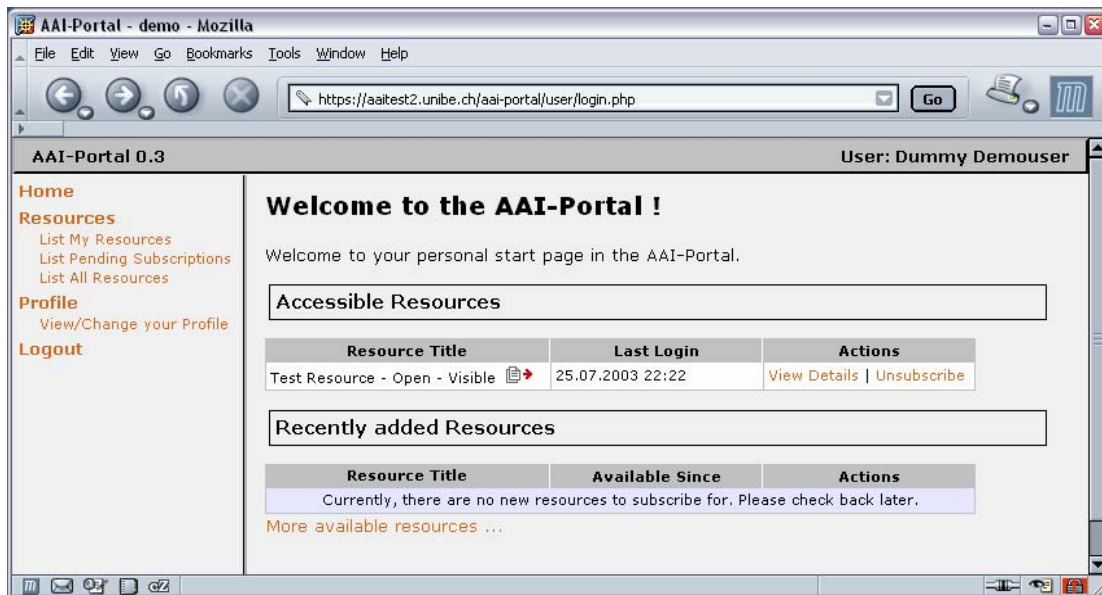 AAI-Portal - demo - Mozilla
File Edit View Go Bookmarks Tools Window Help
https://aaitest2.unibe.ch/aai-portal/user/login.php Go
AAI-Portal 0.3 User: Dummy Demouser
Home
Resources
List My Resources
List Pending Subscriptions
List All Resources
Profile
View/Change your Profile
Logout
Welcome to the AAI-Portal !
Welcome to your personal start page in the AAI-Portal.
Accessible Resources
Resource Title Last Login Actions
Test Resource - Open - Visible 25.07.2003 22:22 View Details | Unsubscribe
Recently added Resources
Resource Title Available Since Actions
Currently, there are no new resources to subscribe for. Please check back later.
More available resources ...